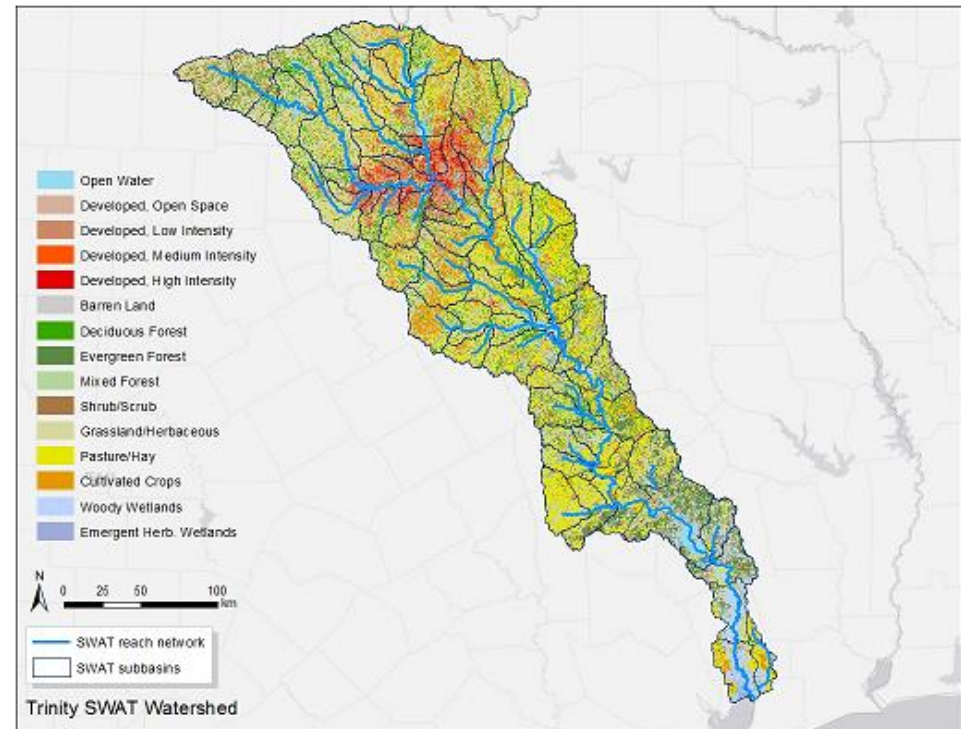 Open Water
Developed, Open Space
Developed, Low Intensity
Developed, Medium Intensity
Developed, High Intensity
Barren Land
Deciduous Forest
Evergreen Forest
Mixed Forest
Shrub/Scrub
Grassland/Herbaceous
Pasture/Hay
Cultivated Crops
Woody Wetlands
Emergent Herb. Wetlands
N
0 25 50 100
km
SWAT reach network
SWAT subbasins
Trinity SWAT Watershed